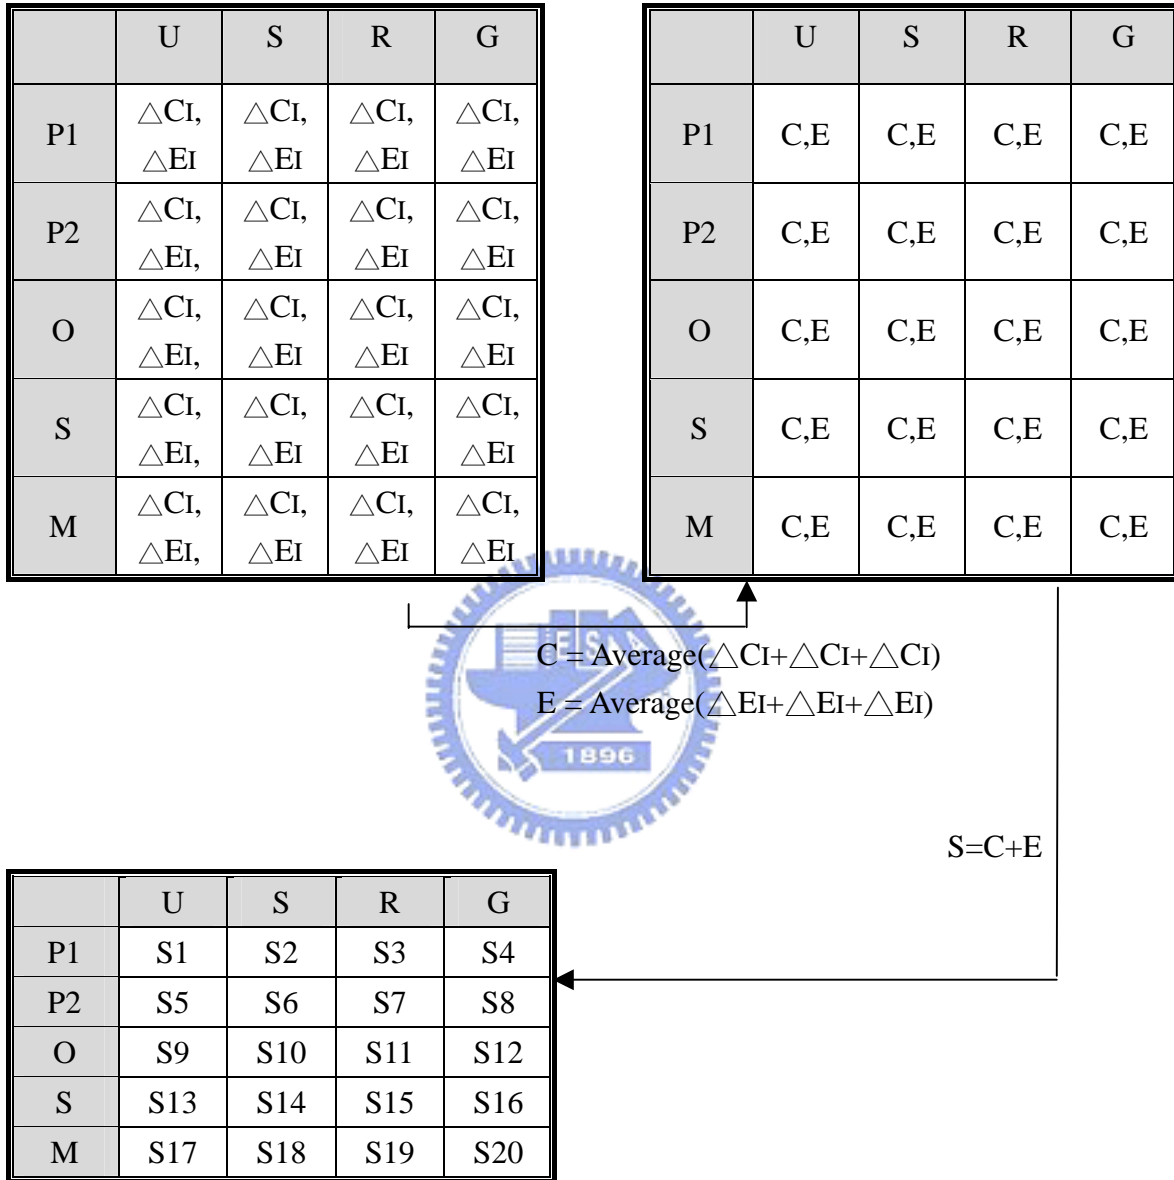 U S R G
P1 △CI, △CI, △CI, △CI,
△EI △EI △EI △EI
P2 △CI, △CI, △CI, △CI,
△EI, △EI △EI △EI
O △CI, △CI, △CI, △CI,
△EI, △EI △EI △EI
S △CI, △CI, △CI, △CI,
△EI, △EI △EI △EI
M △CI, △CI, △CI, △CI,
△EI, △EI △EI △EI
U S R G
P1 C,E C,E C,E C,E
P2 C,E C,E C,E C,E
O C,E C,E C,E C,E
S C,E C,E C,E C,E
M C,E C,E C,E C,E
C = Average(△CI+△CI+△CI)
E = Average(△EI+△EI+△EI)
1896
S=C+E
U S R G
P1 S1 S2 S3 S4
P2 S5 S6 S7 S8
O S9 S10 S11 S12
S S13 S14 S15 S16
M S17 S18 S19 S20